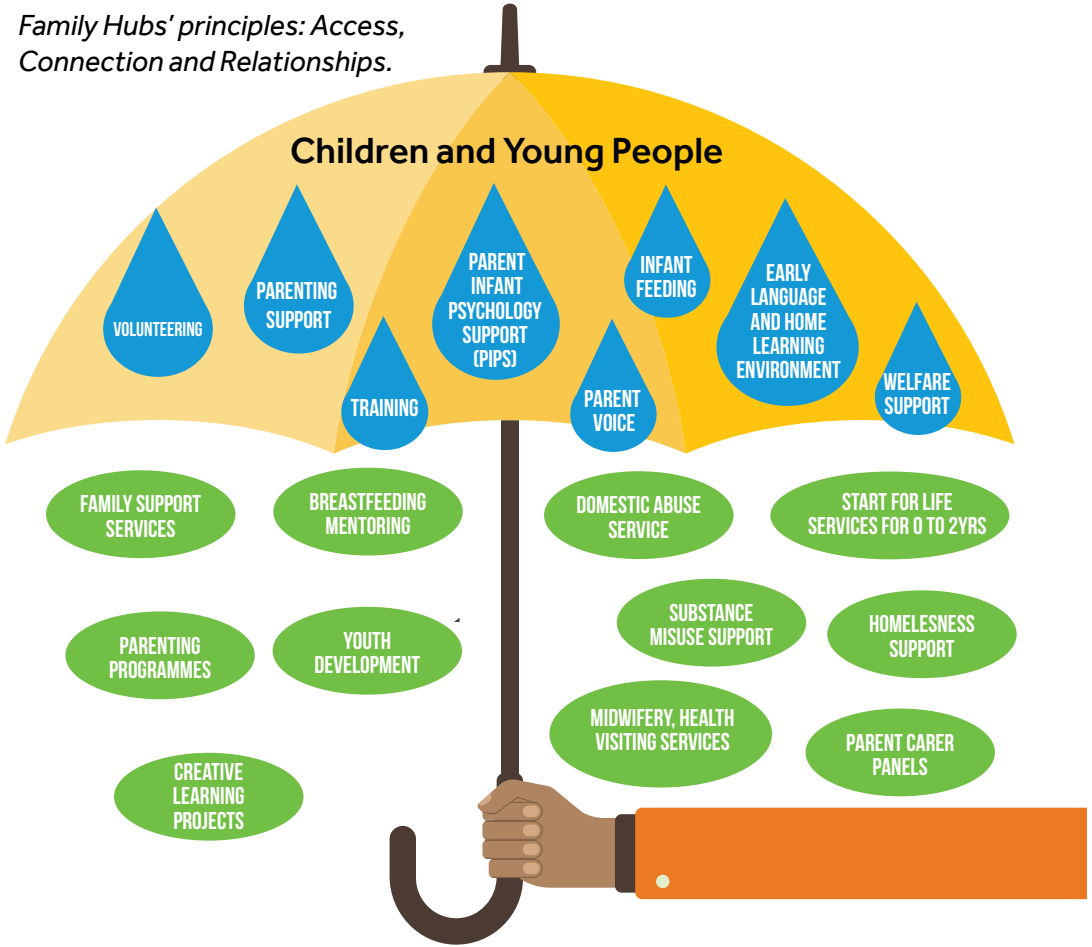 Family Hubs' principles: Access,
Connection and Relationships.
Children and Young People
VOLUNTEERING
PARENTING
SUPPORT
TRAINING
PARENT
INFANT
PSYCHOLOGY
SUPPORT
(PIPS)
PARENT
VOICE
INFANT
FEEDING
EARLY
LANGUAGE
AND HOME
LEARNING
ENVIRONMENT
WELFARE
SUPPORT
FAMILY SUPPORT
SERVICES
BREASTFEEDING
MENTORING
DOMESTIC ABUSE
SERVICE
START FOR LIFE
SERVICES FOR 0 TO 2YRS
PARENTING
PROGRAMMES
YOUTH
DEVELOPMENT
SUBSTANCE
MISUSE SUPPORT
HOMELESNESS
SUPPORT
CREATIVE
LEARNING
PROJECTS
MIDWIFERY, HEALTH
VISITING SERVICES
PARENT CARER
PANELS